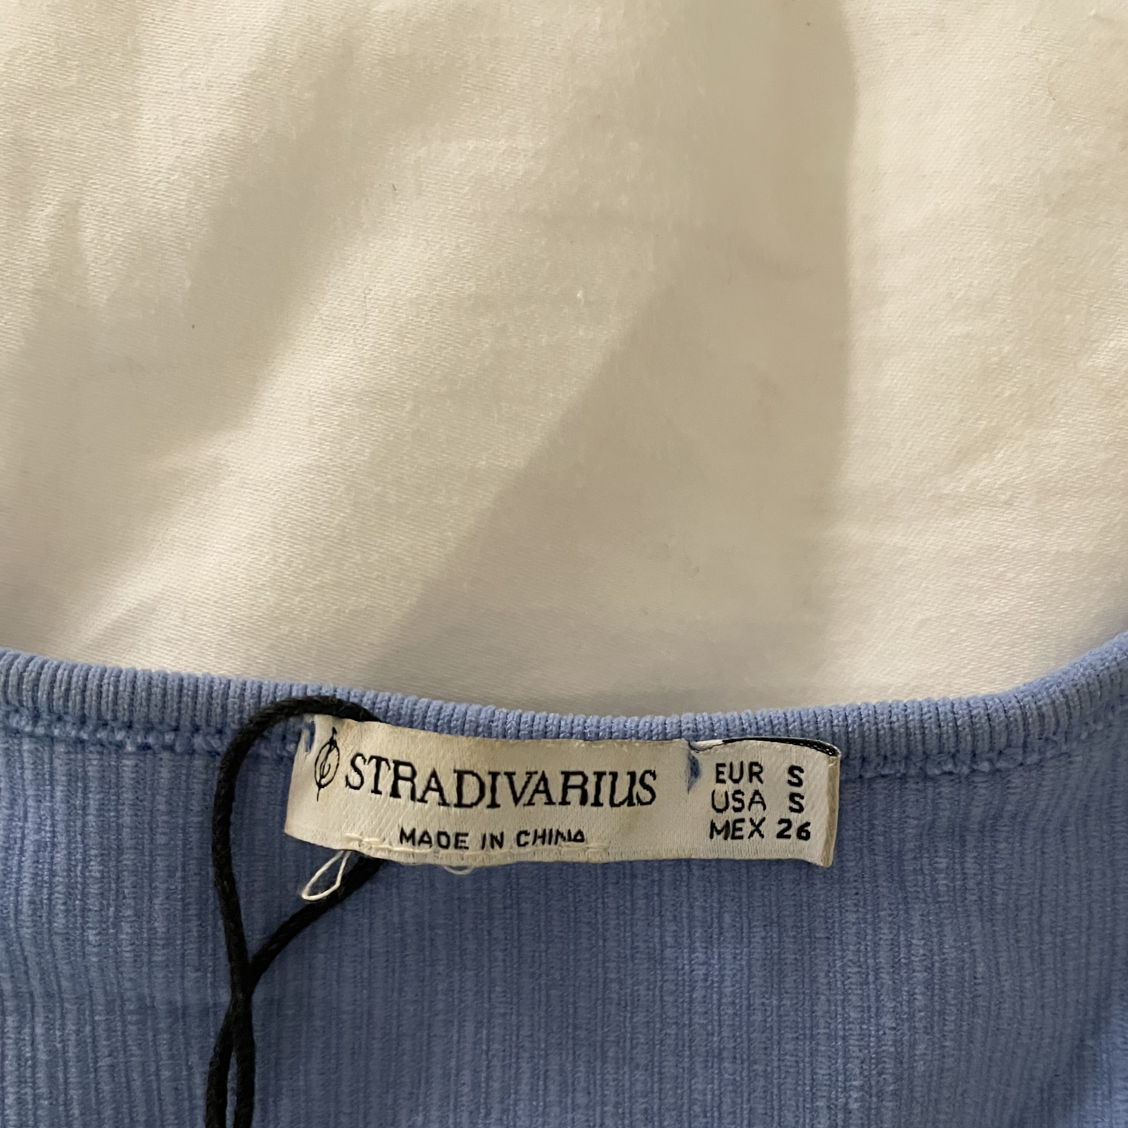 STRADIVARIUS
MADE IN CHINA
EUR S
USA S
MEX 26